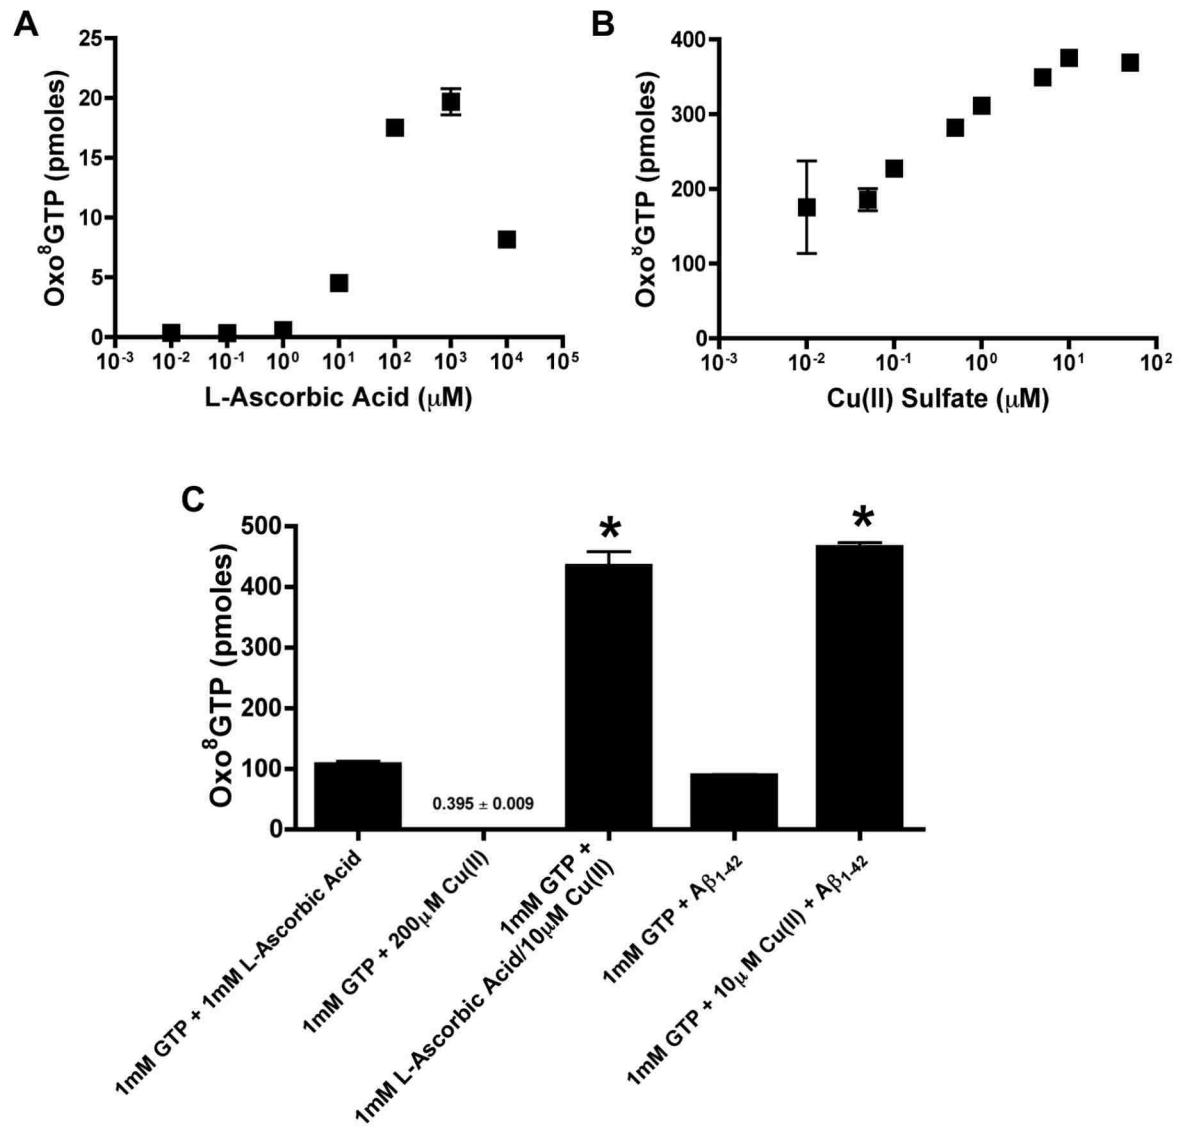 A
25
20
15
10
5
0
Oxo⁸GTP (pmoles)
10⁻³ 10⁻² 10⁻¹ 10⁰ 10¹ 10² 10³ 10⁴ 10⁵
L-Ascorbic Acid (μM)
B
400
300
200
100
0
Oxo⁸GTP (pmoles)
10⁻³ 10⁻² 10⁻¹ 10⁰ 10¹ 10²
Cu(II) Sulfate (μM)
C
500
400
300
200
100
0
Oxo⁸GTP (pmoles)
*
*
0.395 ± 0.009
1mM GTP + 1mM L-Ascorbic Acid
1mM GTP + 200μM Cu(II)
1mM GTP +
1mM L-Ascorbic Acid/10μM Cu(II)
1mM GTP + Aβ₁₋₄₂
1mM GTP + 10μ M Cu(II) + Aβ₁₋₄₂